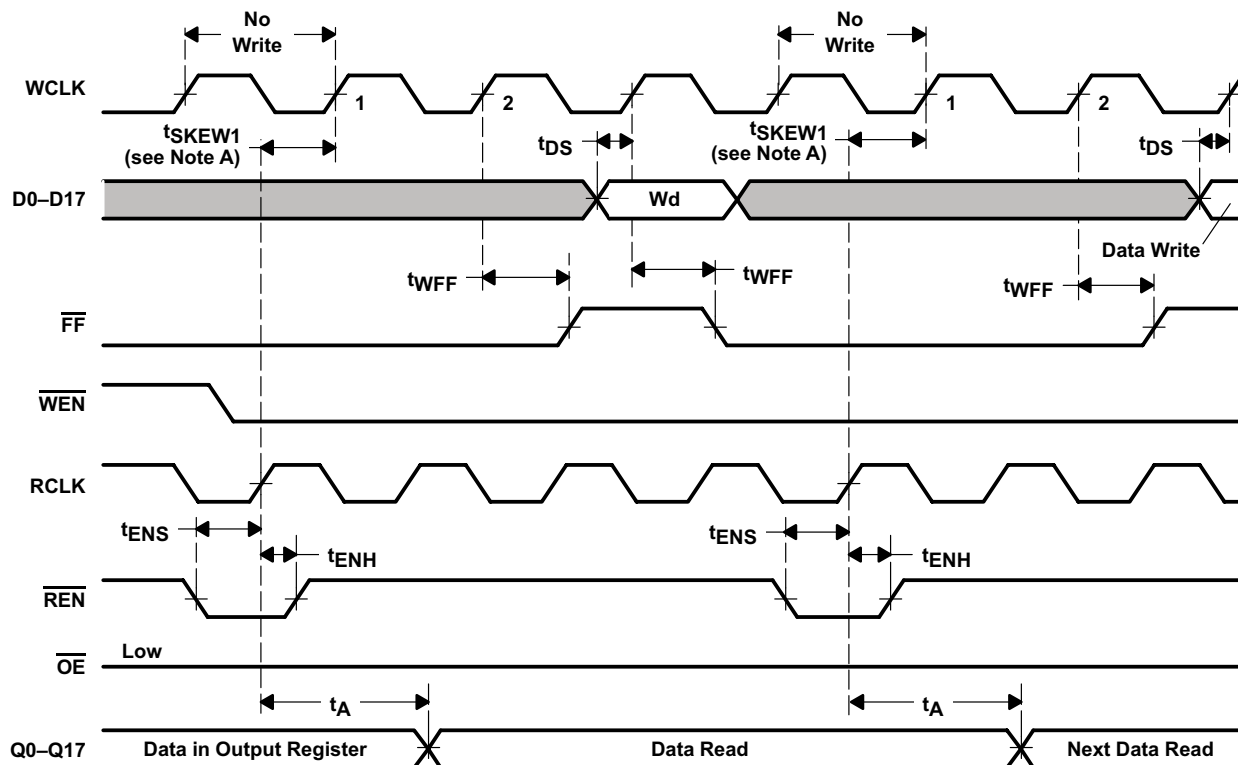 No
Write
No
Write
WCLK
1
2
1
2
tSKEW1
(see Note A)
tDS
tSKEW1
(see Note A)
tDS
D0–D17
Wd
Data Write
tWFF
tWFF
tWFF
FF
WEN
RCLK
tENS
tENH
tENS
tENH
REN
Low
OE
tA
tA
Q0–Q17
Data in Output Register
Data Read
Next Data Read